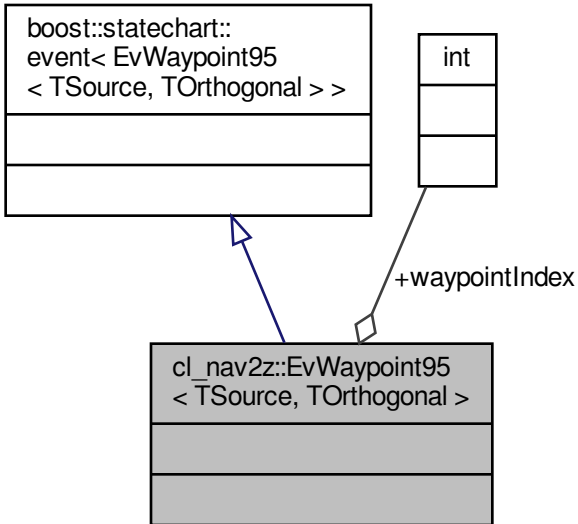 boost::statechart::
event< EvWaypoint95
< TSource, TOrthogonal > >
int
+waypointIndex
cl_nav2z::EvWaypoint95
< TSource, TOrthogonal >